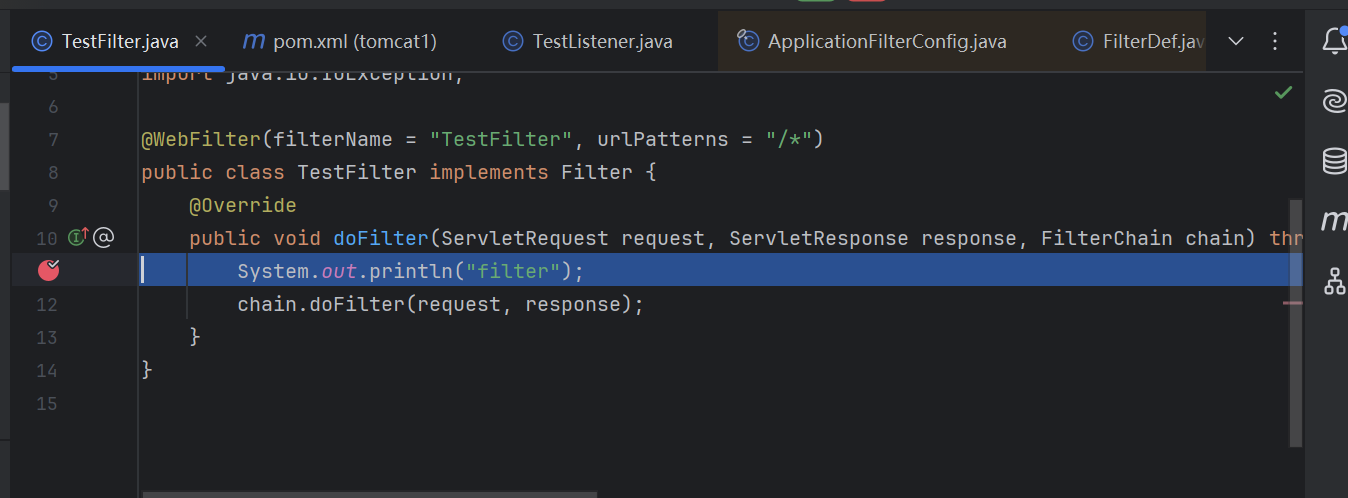 TestFilter.java
pom.xml (tomcat1)
TestListener.java
ApplicationFilterConfig.java
FilterDef.jav
5 import java.io.IOException;
6
7 @WebFilter(filterName = "TestFilter", urlPatterns = "/*")
8 public class TestFilter implements Filter {
9 @Override
10 public void doFilter(ServletRequest request, ServletResponse response, FilterChain chain) thr
System.out.println("filter");
12 chain.doFilter(request, response);
13 }
14 }
15